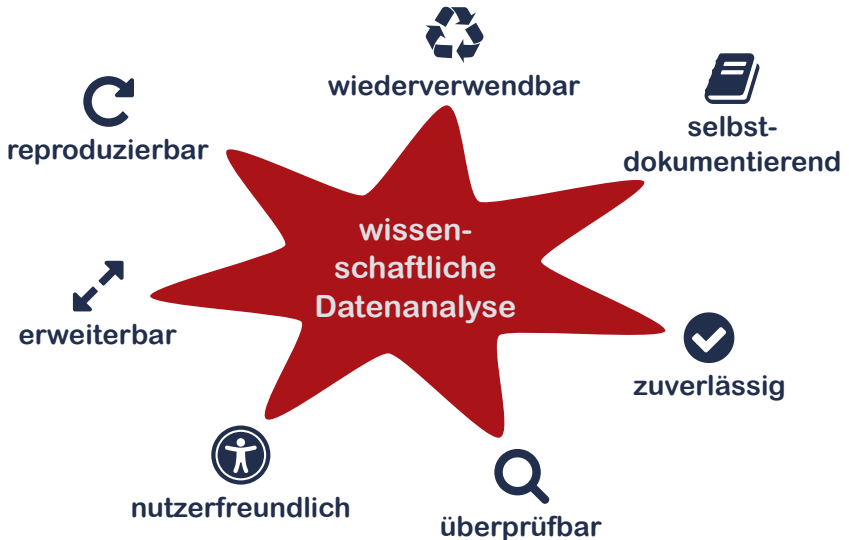 wiederverwendbar
selbst-
dokumentierend
reproduzierbar
wissen-
schaftliche
Datenanalyse
erweiterbar
zuverlässig
nutzerfreundlich
überprüfbar